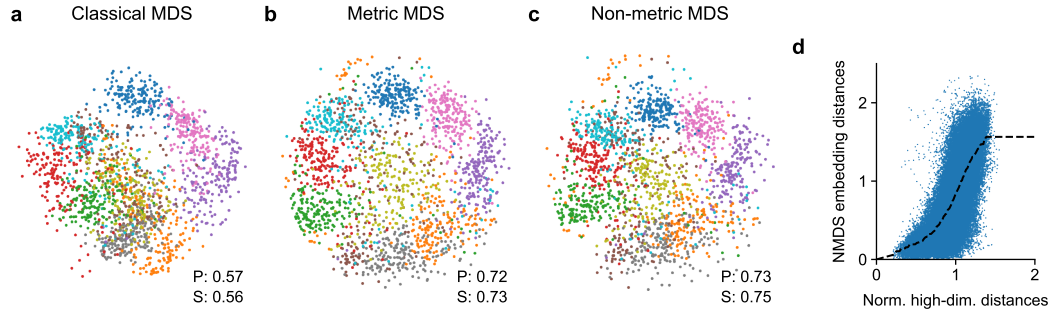 a Classical MDS
P: 0.57
S: 0.56
b Metric MDS
P: 0.72
S: 0.73
c Non-metric MDS
P: 0.73
S: 0.75
d
NMDS embedding distances
2
1
0
0 1 2
Norm. high-dim. distances